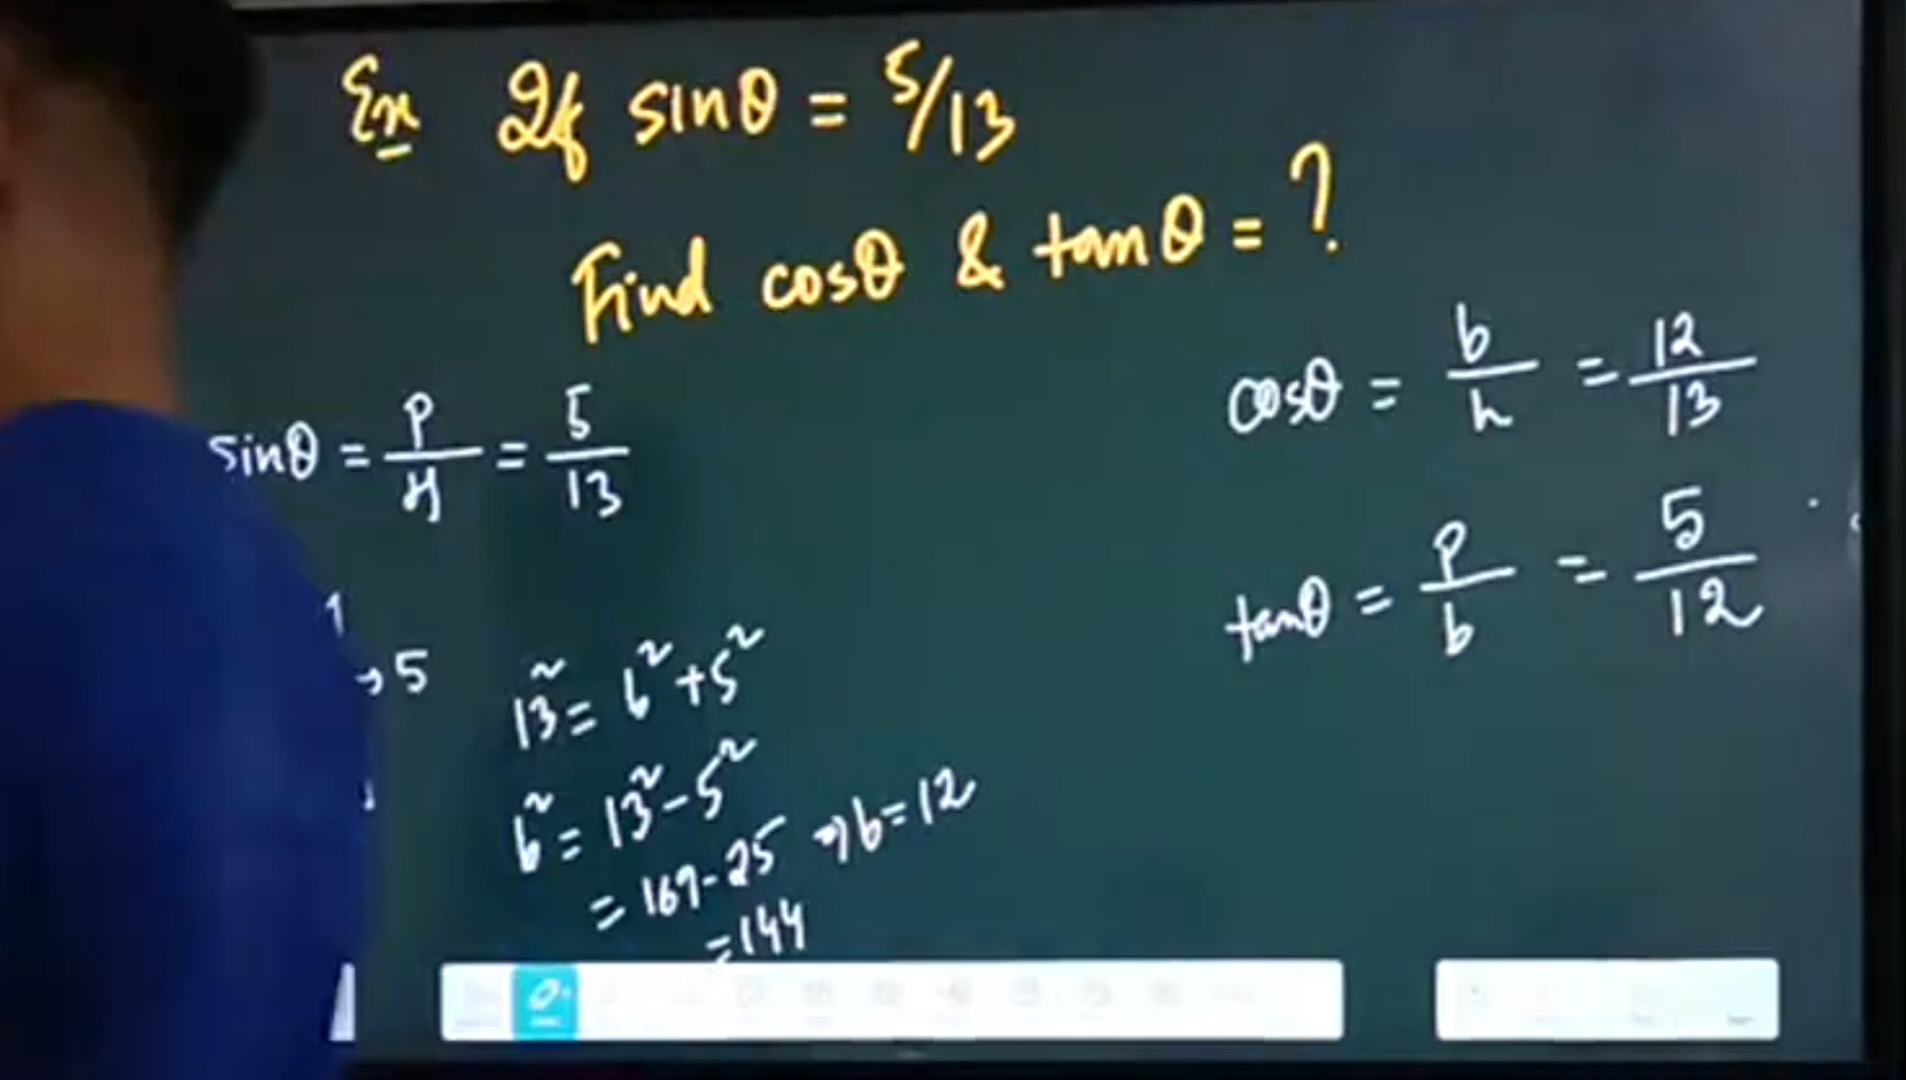 Ex If sinθ = 5/13
Find cosθ & tanθ = ?
sinθ = P/H = 5/13
→ 5
13² = b² + 5²
b² = 13² - 5²
= 169 - 25 ⇒ b = 12
= 144
cosθ = b/h = 12/13
tanθ = P/b = 5/12